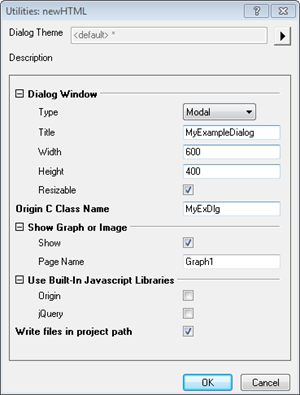 Utilities: newHTML
Dialog Theme <default> *
Description
Dialog Window
Type Modal
Title MyExampleDialog
Width 600
Height 400
Resizable
Origin C Class Name MyExDlg
Show Graph or Image
Show
Page Name Graph1
Use Built-In Javascript Libraries
Origin
jQuery
Write files in project path
OK Cancel